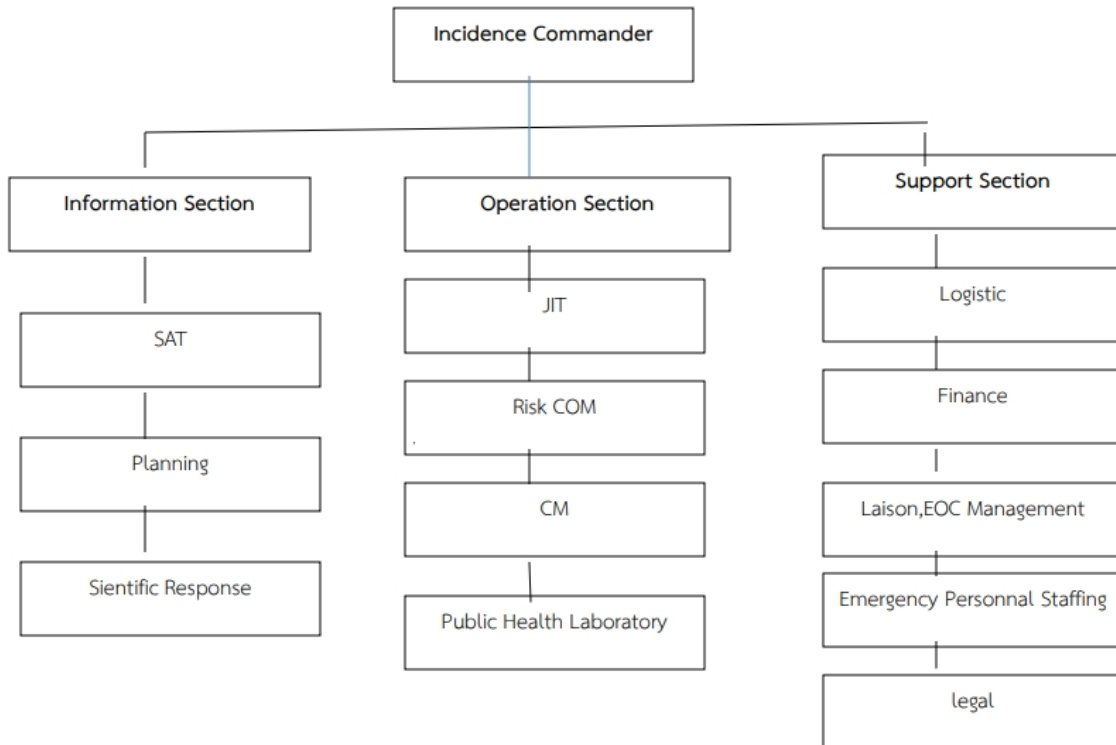 Incidence Commander
Information Section
SAT
Planning
Sientific Response
Operation Section
JIT
Risk COM
CM
Public Health Laboratory
Support Section
Logistic
Finance
Laison,EOC Management
Emergency Personnal Staffing
legal